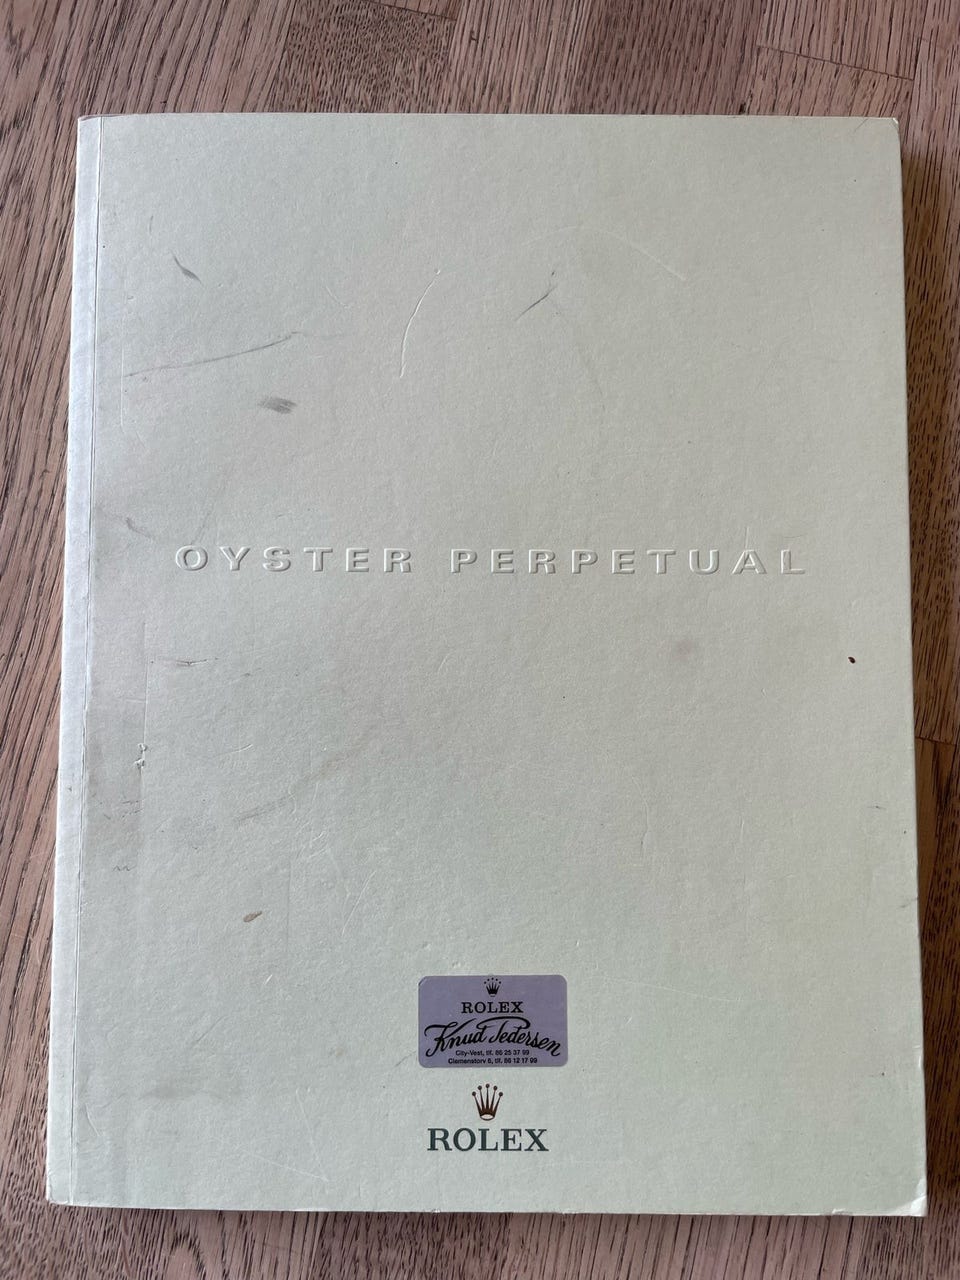 OYSTER PERPETUAL
ROLEX
Knud Pedersen
City-Vest, tlf. 86 25 37 99
Clemenstorv 6, tlf. 86 12 17 99
ROLEX